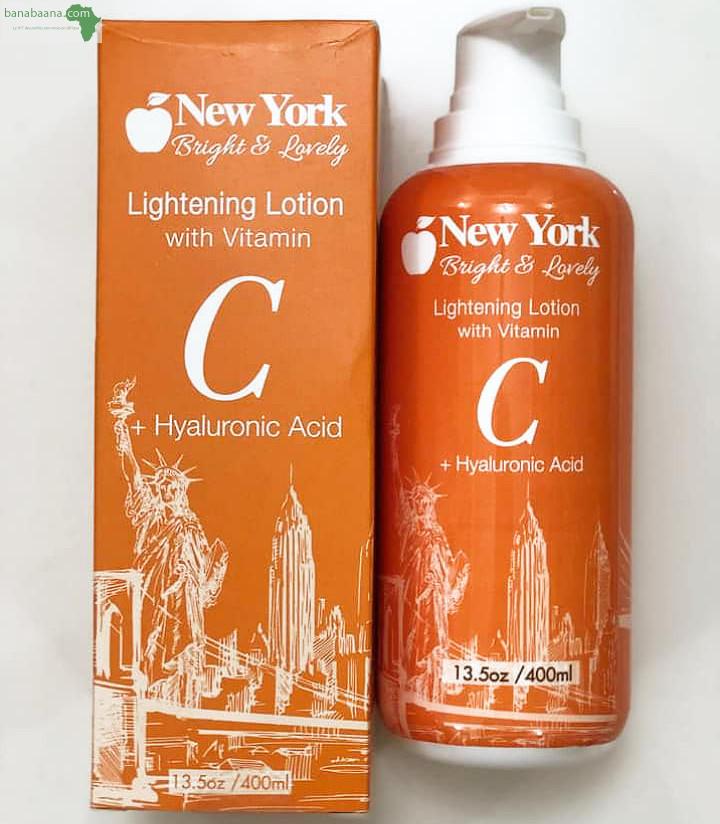 banabaana.com
New York
Bright & Lovely
Lightening Lotion
with Vitamin
C
+ Hyaluronic Acid
13.5oz /400ml
New York
Bright & Lovely
Lightening Lotion
with Vitamin
C
+ Hyaluronic Acid
13.5oz /400ml